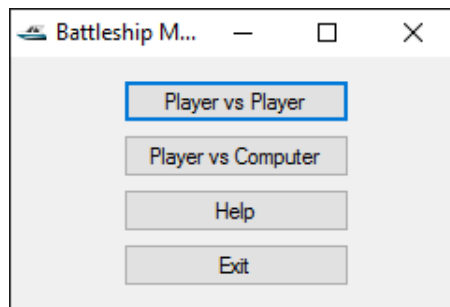 Battleship M...
Player vs Player
Player vs Computer
Help
Exit